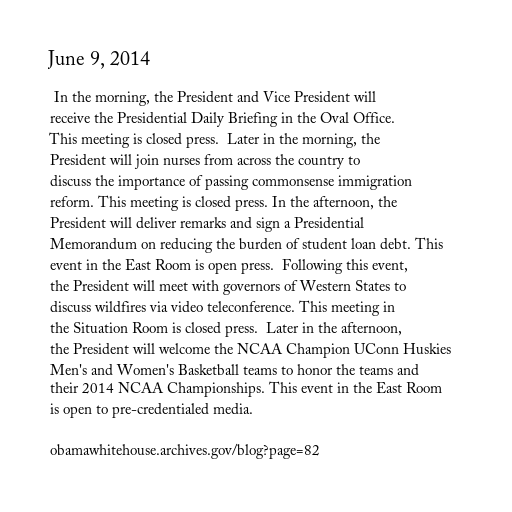 June 9, 2014
In the morning, the President and Vice President will
receive the Presidential Daily Briefing in the Oval Office.
This meeting is closed press.  Later in the morning, the
President will join nurses from across the country to
discuss the importance of passing commonsense immigration
reform. This meeting is closed press. In the afternoon, the
President will deliver remarks and sign a Presidential
Memorandum on reducing the burden of student loan debt. This
event in the East Room is open press.  Following this event,
the President will meet with governors of Western States to
discuss wildfires via video teleconference. This meeting in
the Situation Room is closed press.  Later in the afternoon,
the President will welcome the NCAA Champion UConn Huskies
Men's and Women's Basketball teams to honor the teams and
their 2014 NCAA Championships. This event in the East Room
is open to pre-credentialed media.
obamawhitehouse.archives.gov/blog?page=82